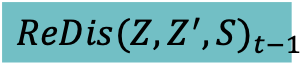 ReDis(Z, Z′, S)ₜ₋₁